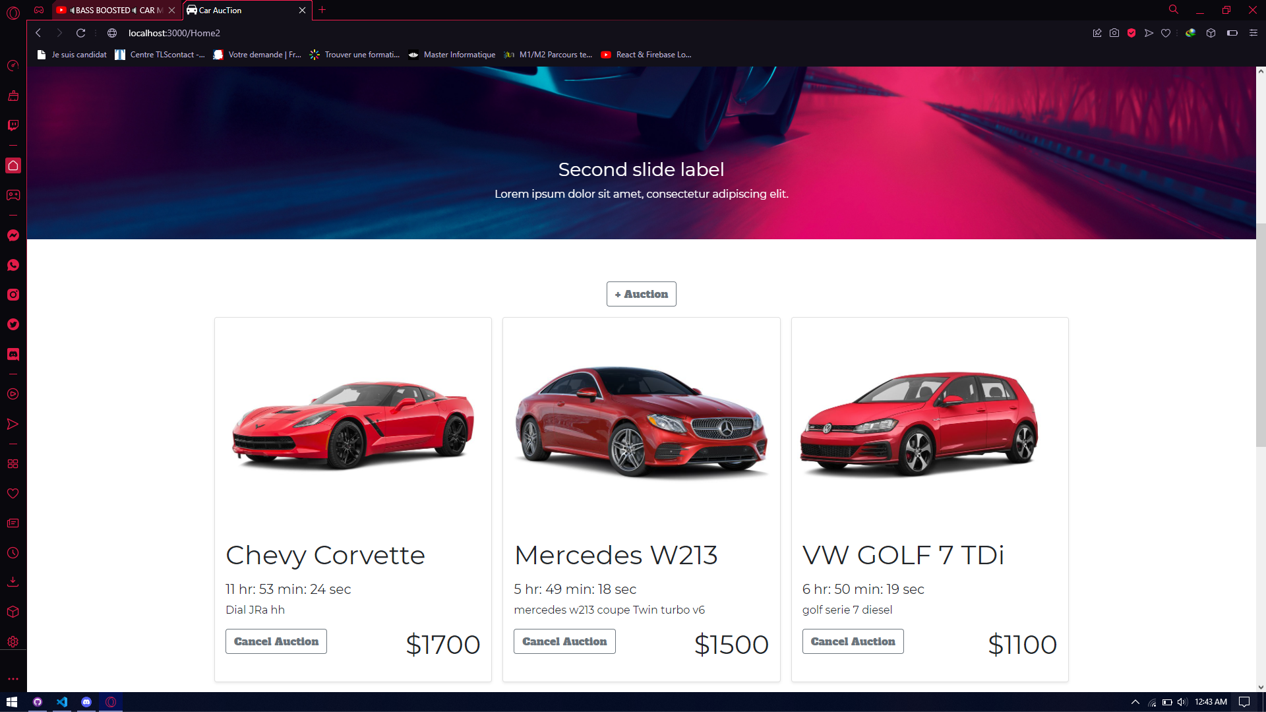 ◄BASS BOOSTED◄ CAR M
Car AucTion
localhost:3000/Home2
Je suis candidat
Centre TLScontact -...
Votre demande | Fr...
Trouver une formati...
Master Informatique
M1/M2 Parcours te...
React & Firebase Lo...
Second slide label
Lorem ipsum dolor sit amet, consectetur adipiscing elit.
+ Auction
Chevy Corvette
11 hr: 53 min: 24 sec
Dial JRa hh
Cancel Auction
$1700
Mercedes W213
5 hr: 49 min: 18 sec
mercedes w213 coupe Twin turbo v6
Cancel Auction
$1500
VW GOLF 7 TDi
6 hr: 50 min: 19 sec
golf serie 7 diesel
Cancel Auction
$1100
12:43 AM